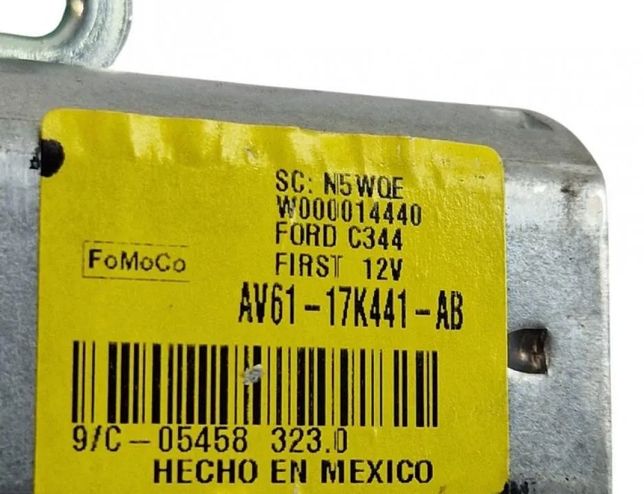 SC: N5WQE
W000014440
FORD C344
FoMoCo
FIRST 12V
AV61-17K441-AB
9/C-05458 323.0
HECHO EN MEXICO